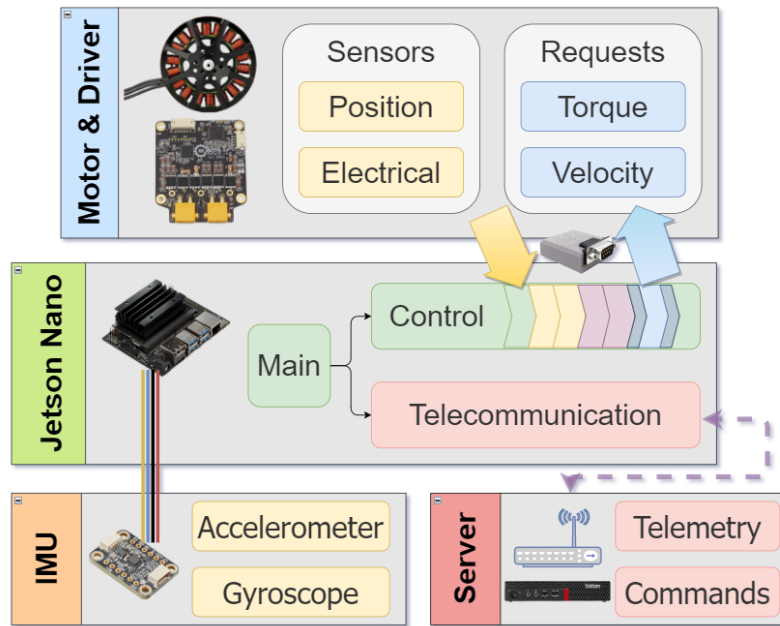 Motor & Driver
Sensors
Position
Electrical
Requests
Torque
Velocity
Jetson Nano
Main
Control
Telecommunication
IMU
Accelerometer
Gyroscope
Server
Telemetry
Commands